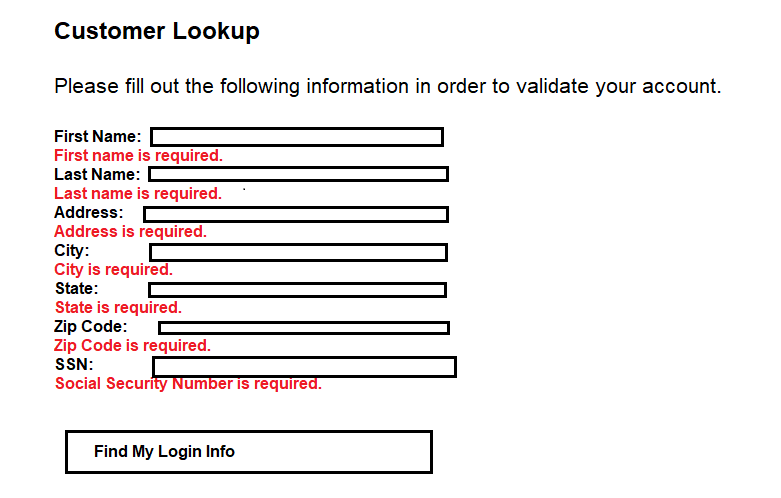 Customer Lookup
Please fill out the following information in order to validate your account.
First Name:
First name is required.
Last Name:
Last name is required.
Address:
Address is required.
City:
City is required.
State:
State is required.
Zip Code:
Zip Code is required.
SSN:
Social Security Number is required.
Find My Login Info